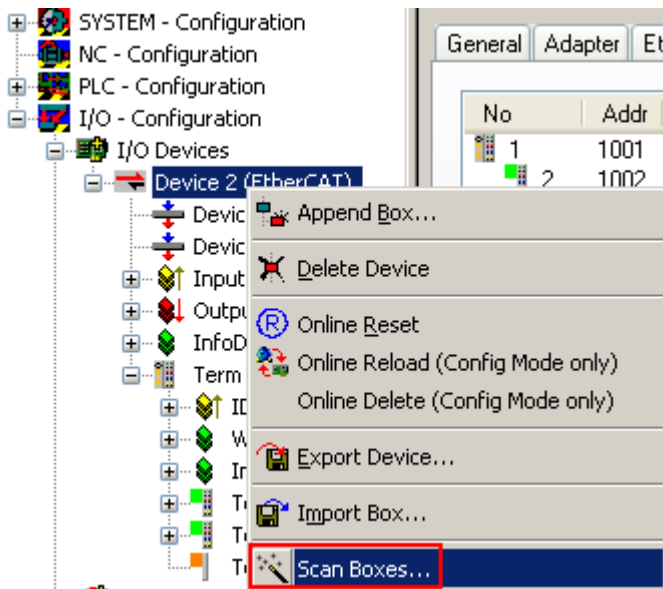 SYSTEM - Configuration
NC - Configuration
PLC - Configuration
I/O - Configuration
I/O Devices
Device 2 (EtherCAT)
General Adapter
No Addr
1 1001
2 1002
Append Box...
Delete Device
Input
Online Reset
Online Reload (Config Mode only)
Term
Online Delete (Config Mode only)
Export Device...
Import Box...
Scan Boxes...